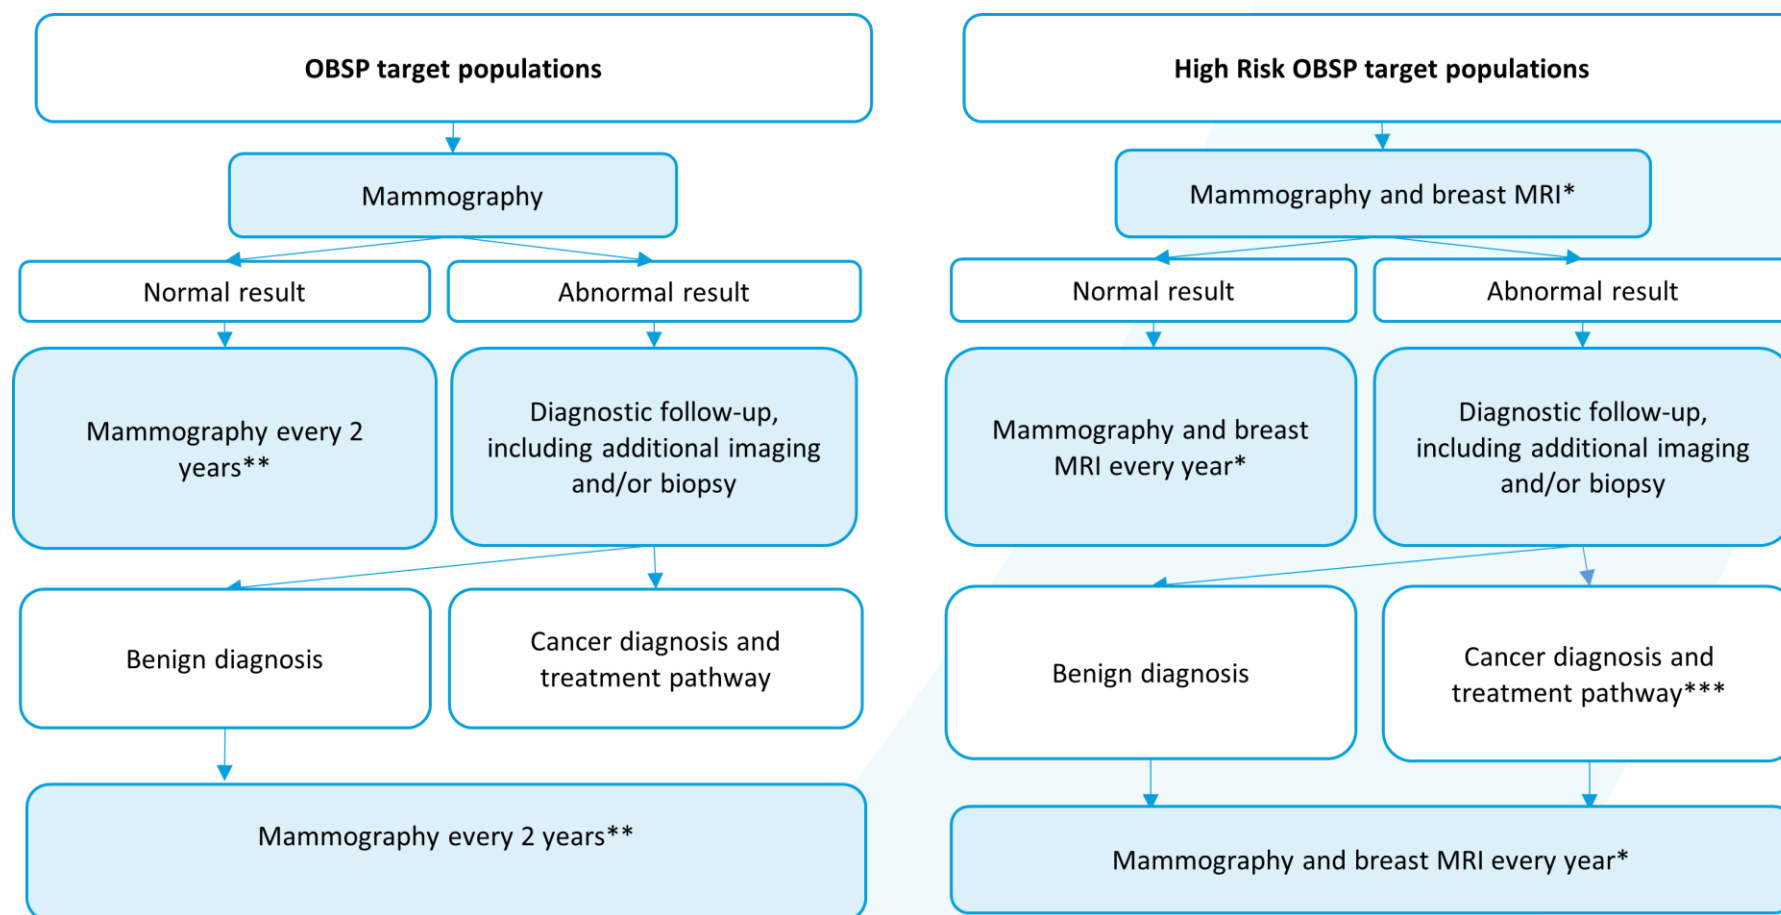 OBSP target populations
Mammography
Normal result
Abnormal result
Mammography every 2
years**
Diagnostic follow-up,
including additional imaging
and/or biopsy
Benign diagnosis
Cancer diagnosis and
treatment pathway
Mammography every 2 years**
High Risk OBSP target populations
Mammography and breast MRI*
Normal result
Abnormal result
Mammography and breast
MRI every year*
Diagnostic follow-up,
including additional imaging
and/or biopsy
Benign diagnosis
Cancer diagnosis and
treatment pathway***
Mammography and breast MRI every year*